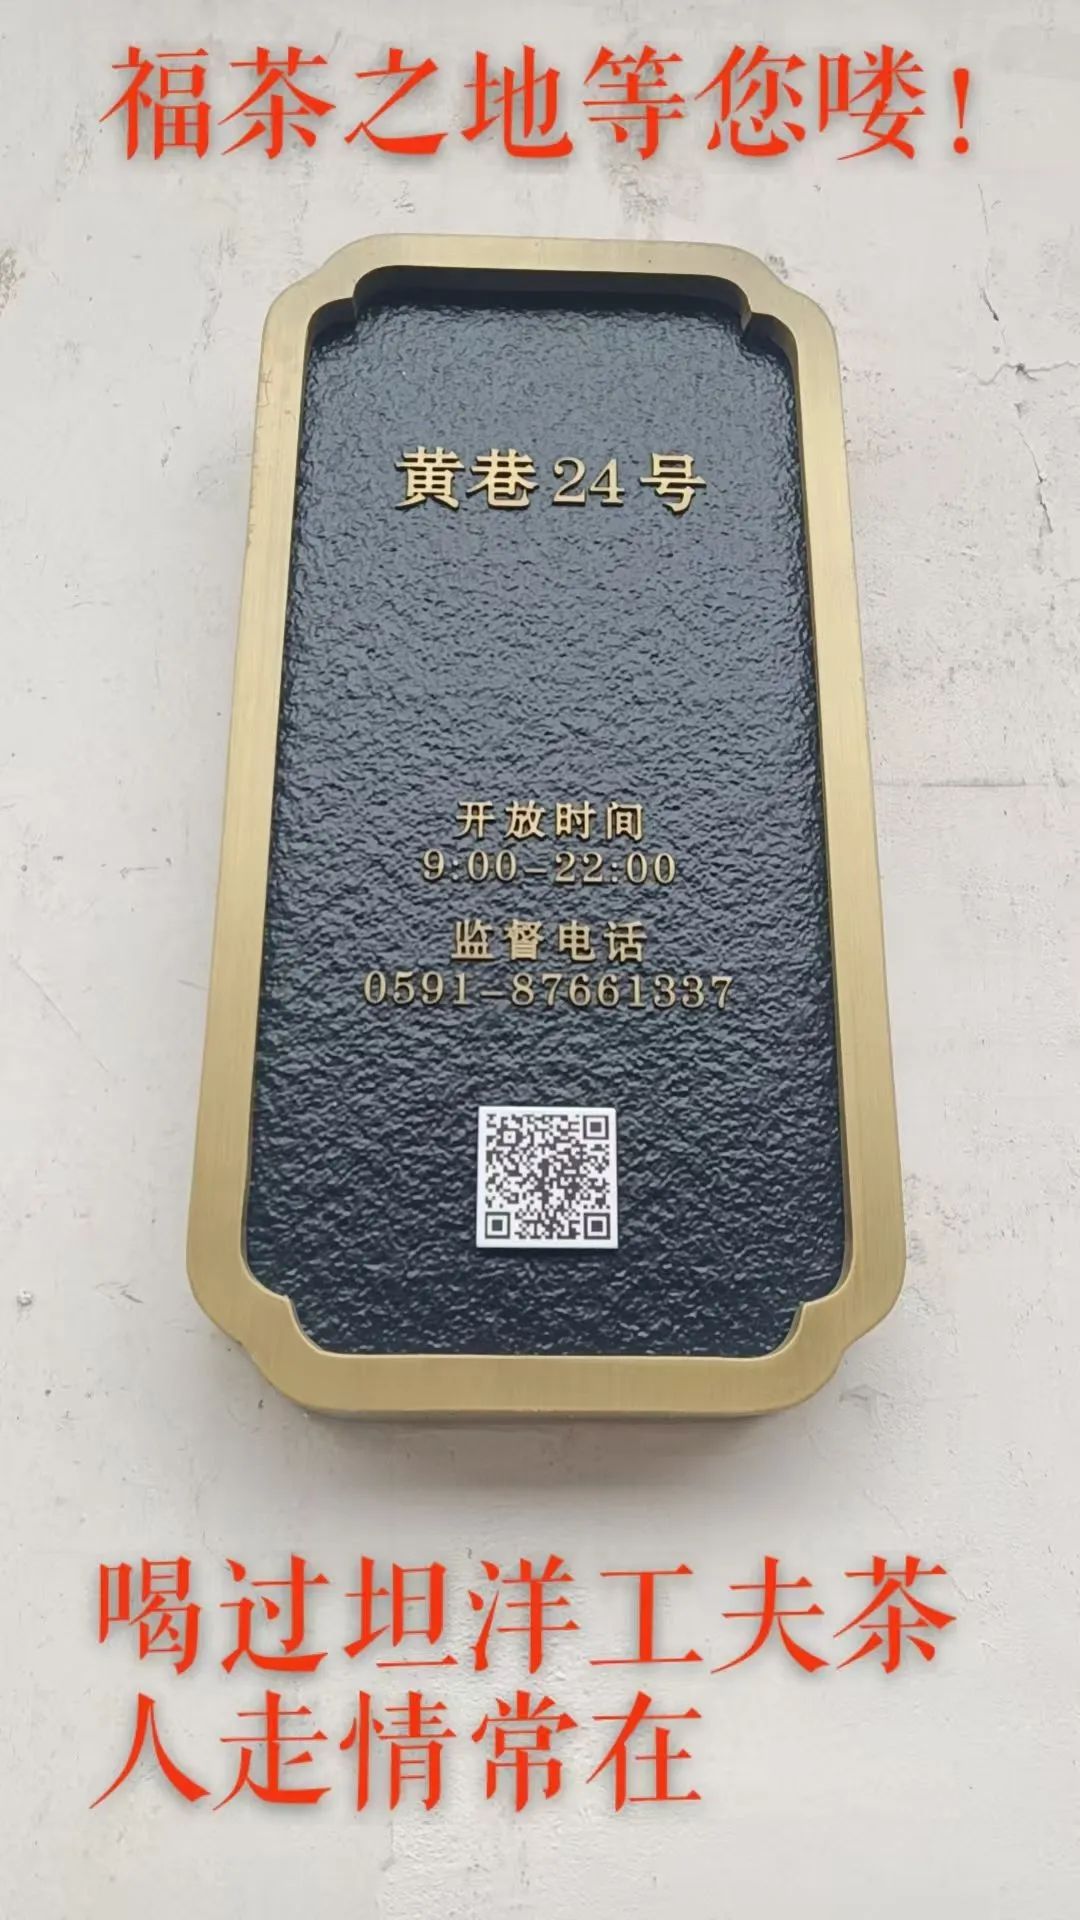 福茶之地等您喽！
黄巷24号
开放时间
9:00-22:00
监督电话
0591-87661337
喝过坦洋工夫茶
人走情常在